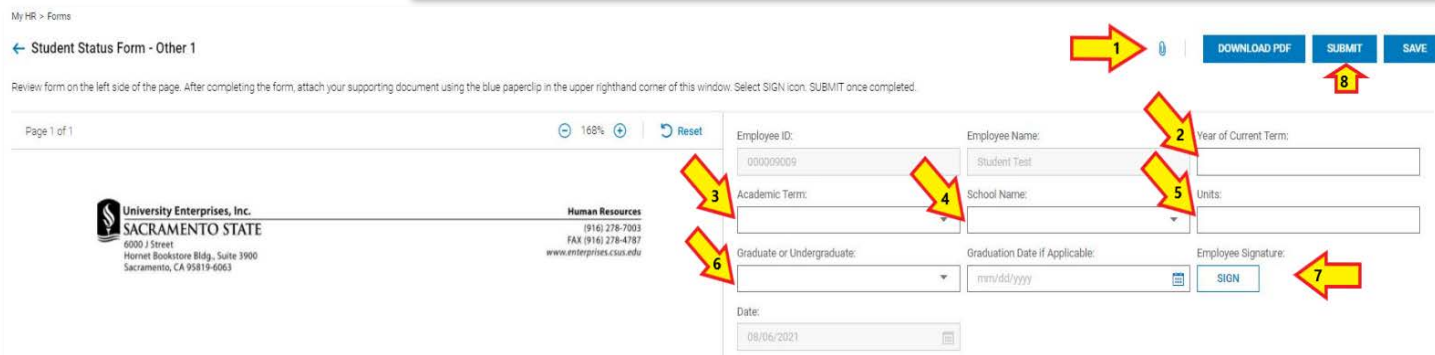 My HR > Forms
← Student Status Form - Other 1
1
DOWNLOAD PDF
SUBMIT
SAVE
8
Review form on the left side of the page. After completing the form, attach your supporting document using the blue paperclip in the upper righthand corner of this window. Select SIGN icon. SUBMIT once completed.
Page 1 of 1
168%
Reset
University Enterprises, Inc.
SACRAMENTO STATE
6000 J Street
Hornet Bookstore Bldg., Suite 3900
Sacramento, CA 95819-6063
Human Resources
(916) 278-7003
FAX (916) 278-4787
www.enterprises.csus.edu
Employee ID:
000009009
Employee Name:
Student Test
2
Year of Current Term:
3
Academic Term:
4
School Name:
5
Units:
6
Graduate or Undergraduate:
Graduation Date if Applicable:
mm/dd/yyyy
Employee Signature:
SIGN
7
Date:
08/06/2021